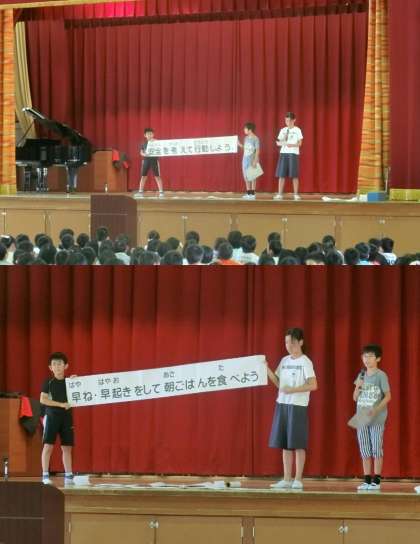 安全を考えて行動しよう
はや はや お あさ た
早ね・早起きをして朝ごはんを食べよう